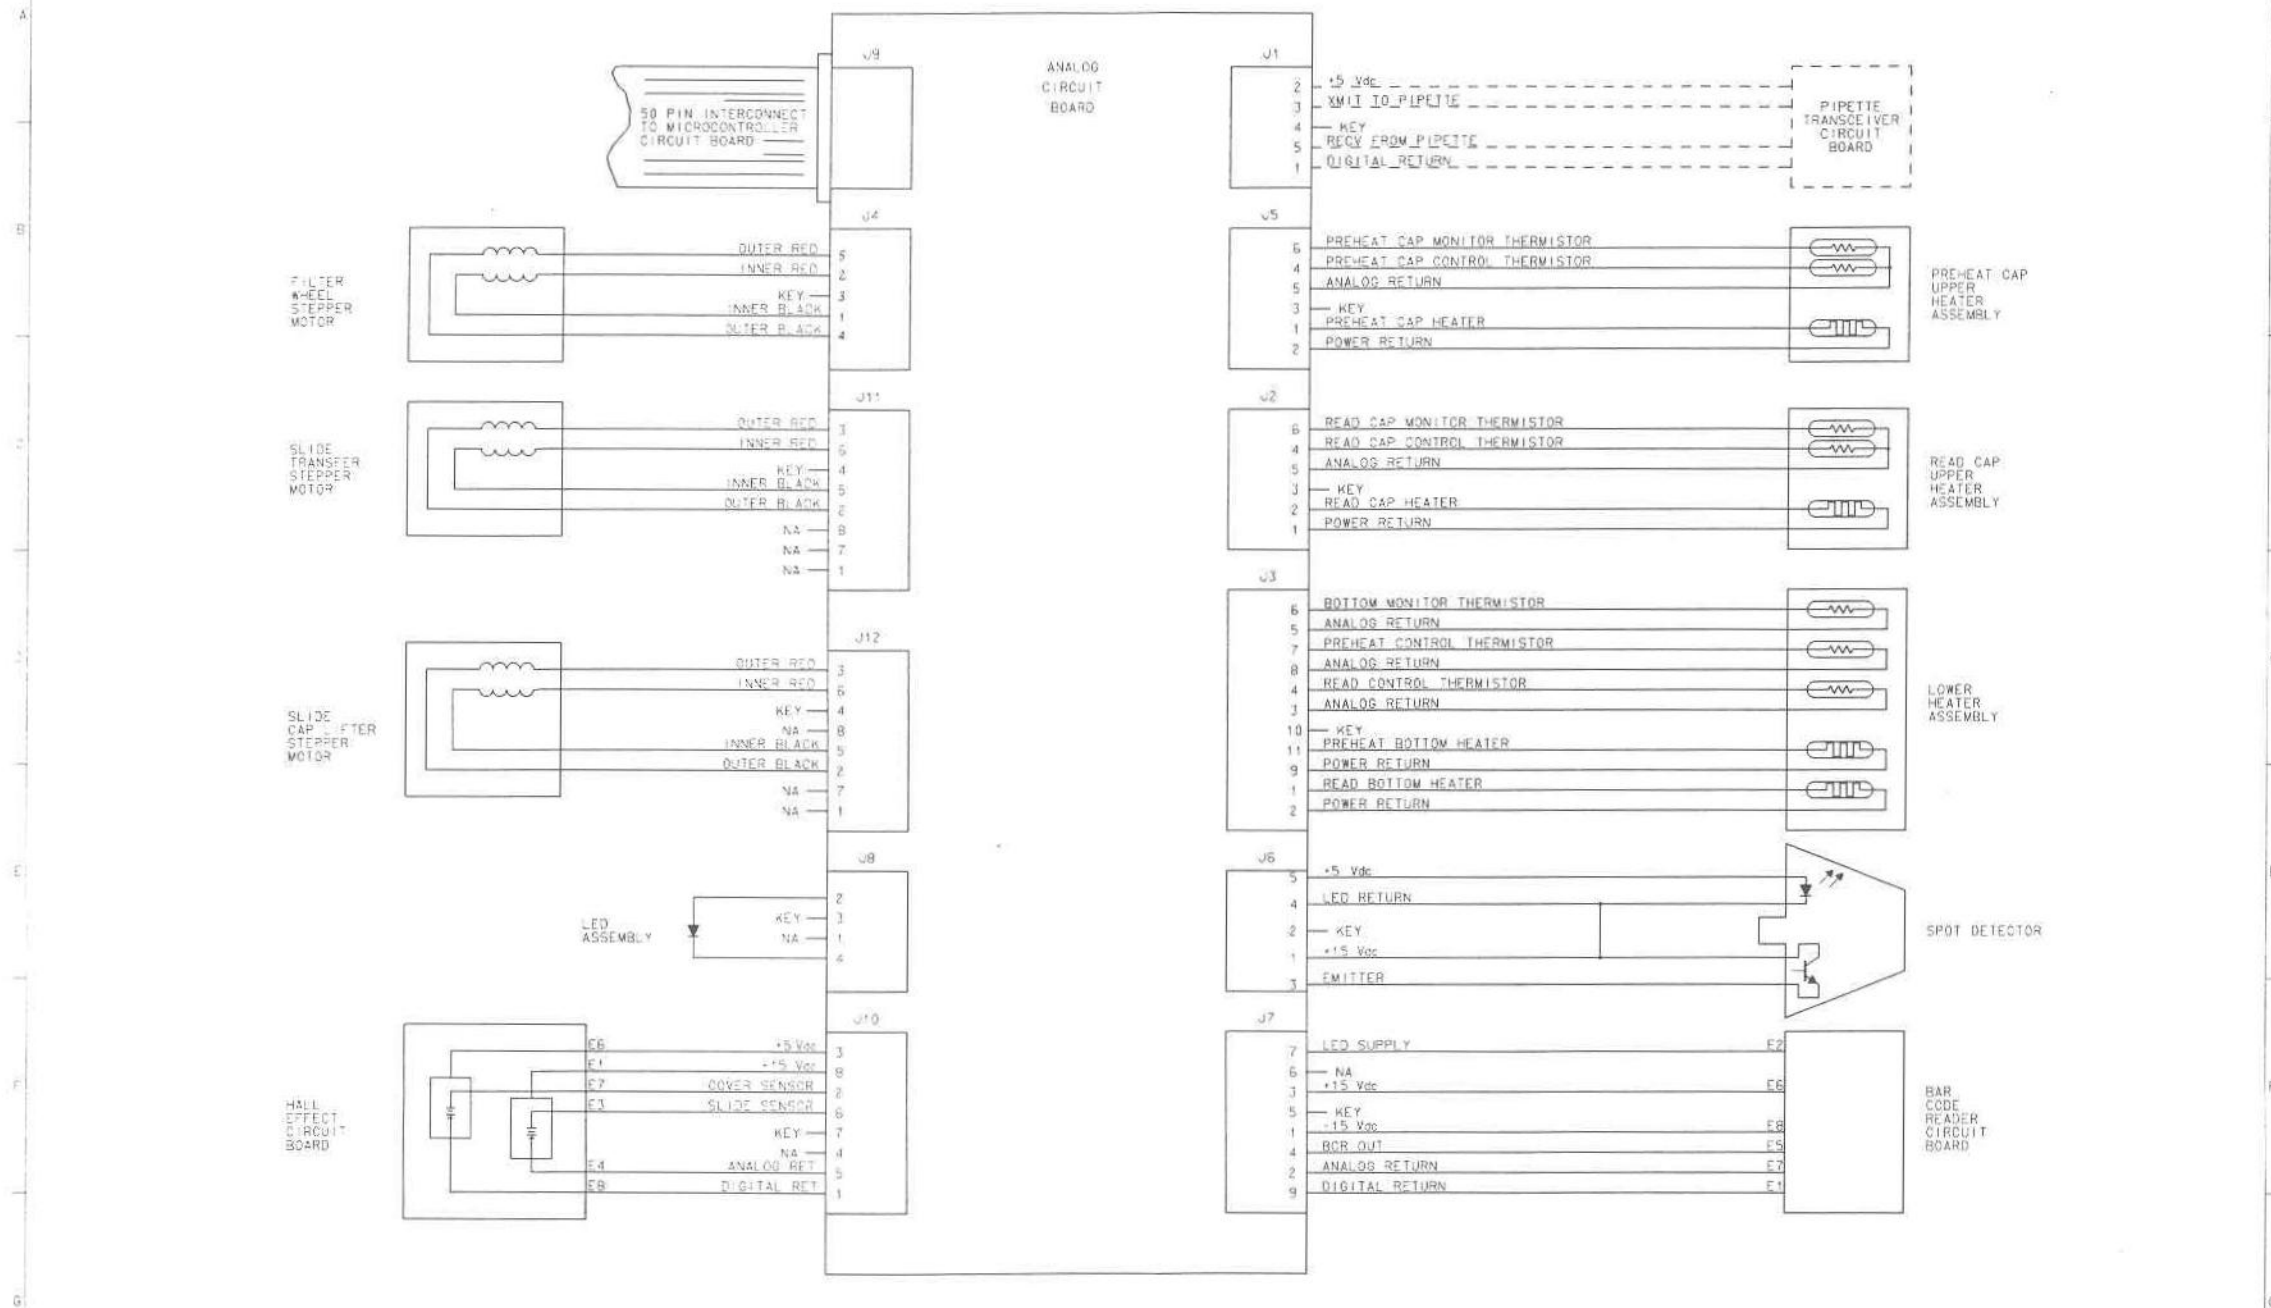 A
B
E
F
G
ANALOG
CIRCUIT
BOARD
J9
50 PIN INTERCONNECT
TO MICROCONTROLLER
CIRCUIT BOARD
J4
FILTER
WHEEL
STEPPER
MOTOR
OUTER RED 5
INNER RED 2
KEY 3
INNER BLACK 1
OUTER BLACK 4
J11
SLIDE
TRANSFER
STEPPER
MOTOR
OUTER RED 3
INNER RED 6
KEY 4
INNER BLACK 5
OUTER BLACK 2
NA 8
NA 7
NA 1
J12
SLIDE
CAP LIFTER
STEPPER
MOTOR
OUTER RED 3
INNER RED 6
KEY 4
NA 8
INNER BLACK 5
OUTER BLACK 2
NA 7
NA 1
J8
LED
ASSEMBLY
2
KEY 3
NA 1
4
J10
HALL
EFFECT
CIRCUIT
BOARD
E6 +5 Vdc 3
E1 +15 Vdc 8
E7 COVER SENSOR 2
E3 SLIDE SENSOR 6
KEY 7
NA 4
E4 ANALOG RET 5
E8 DIGITAL RET 1
J1
2 +5 Vdc
3 XMIT TO PIPETTE
4 KEY
5 RECV FROM PIPETTE
1 DIGITAL RETURN
PIPETTE
TRANSCEIVER
CIRCUIT
BOARD
J5
6 PREHEAT CAP MONITOR THERMISTOR
4 PREHEAT CAP CONTROL THERMISTOR
5 ANALOG RETURN
3 KEY
1 PREHEAT CAP HEATER
2 POWER RETURN
PREHEAT CAP
UPPER
HEATER
ASSEMBLY
J2
6 READ CAP MONITOR THERMISTOR
4 READ CAP CONTROL THERMISTOR
5 ANALOG RETURN
3 KEY
2 READ CAP HEATER
1 POWER RETURN
READ CAP
UPPER
HEATER
ASSEMBLY
J3
6 BOTTOM MONITOR THERMISTOR
5 ANALOG RETURN
7 PREHEAT CONTROL THERMISTOR
8 ANALOG RETURN
4 READ CONTROL THERMISTOR
3 ANALOG RETURN
10 KEY
11 PREHEAT BOTTOM HEATER
9 POWER RETURN
1 READ BOTTOM HEATER
2 POWER RETURN
LOWER
HEATER
ASSEMBLY
J6
5 +5 Vdc
4 LED RETURN
2 KEY
1 +15 Vdc
3 EMITTER
SPOT DETECTOR
J7
7 LED SUPPLY E2
6 NA
3 +15 Vdc E6
5 KEY
1 -15 Vdc E8
4 BCR OUT E5
2 ANALOG RETURN E7
9 DIGITAL RETURN E1
BAR
CODE
READER
CIRCUIT
BOARD